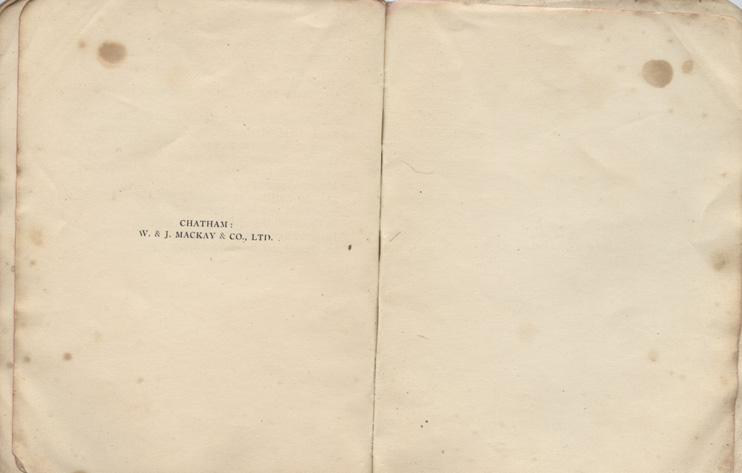 CHATHAM:
W. & J. MACKAY & CO., LTD.